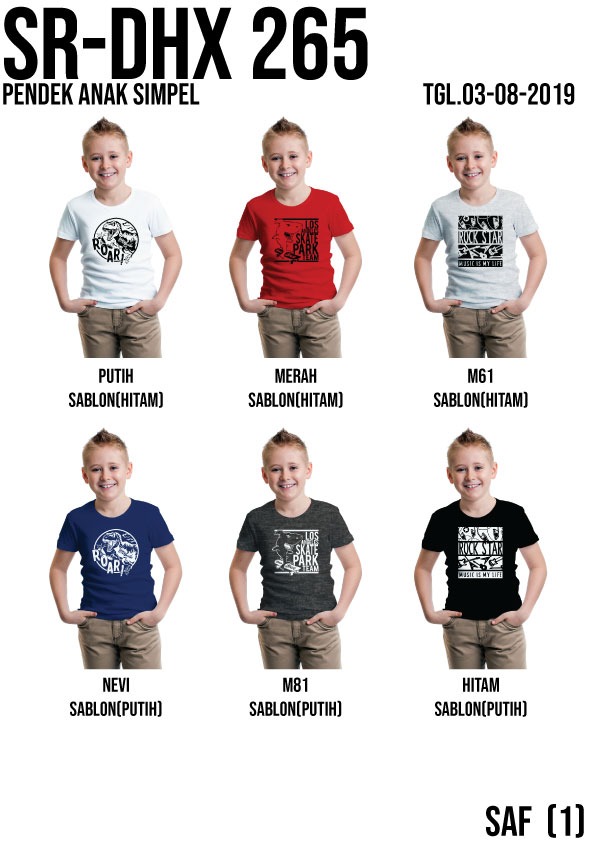 SR-DHX 265
PENDEK ANAK SIMPEL
TGL.03-08-2019
ROAR!
LDS
SKATE
PARK
TEAM
ROCK STAR
MUSIC IS MY LIFE
PUTIH
SABLON(HITAM)
MERAH
SABLON(HITAM)
M61
SABLON(HITAM)
ROAR!
LDS
SKATE
PARK
TEAM
ROCK STAR
MUSIC IS MY LIFE
NEVI
SABLON(PUTIH)
M81
SABLON(PUTIH)
HITAM
SABLON(PUTIH)
SAF (1)